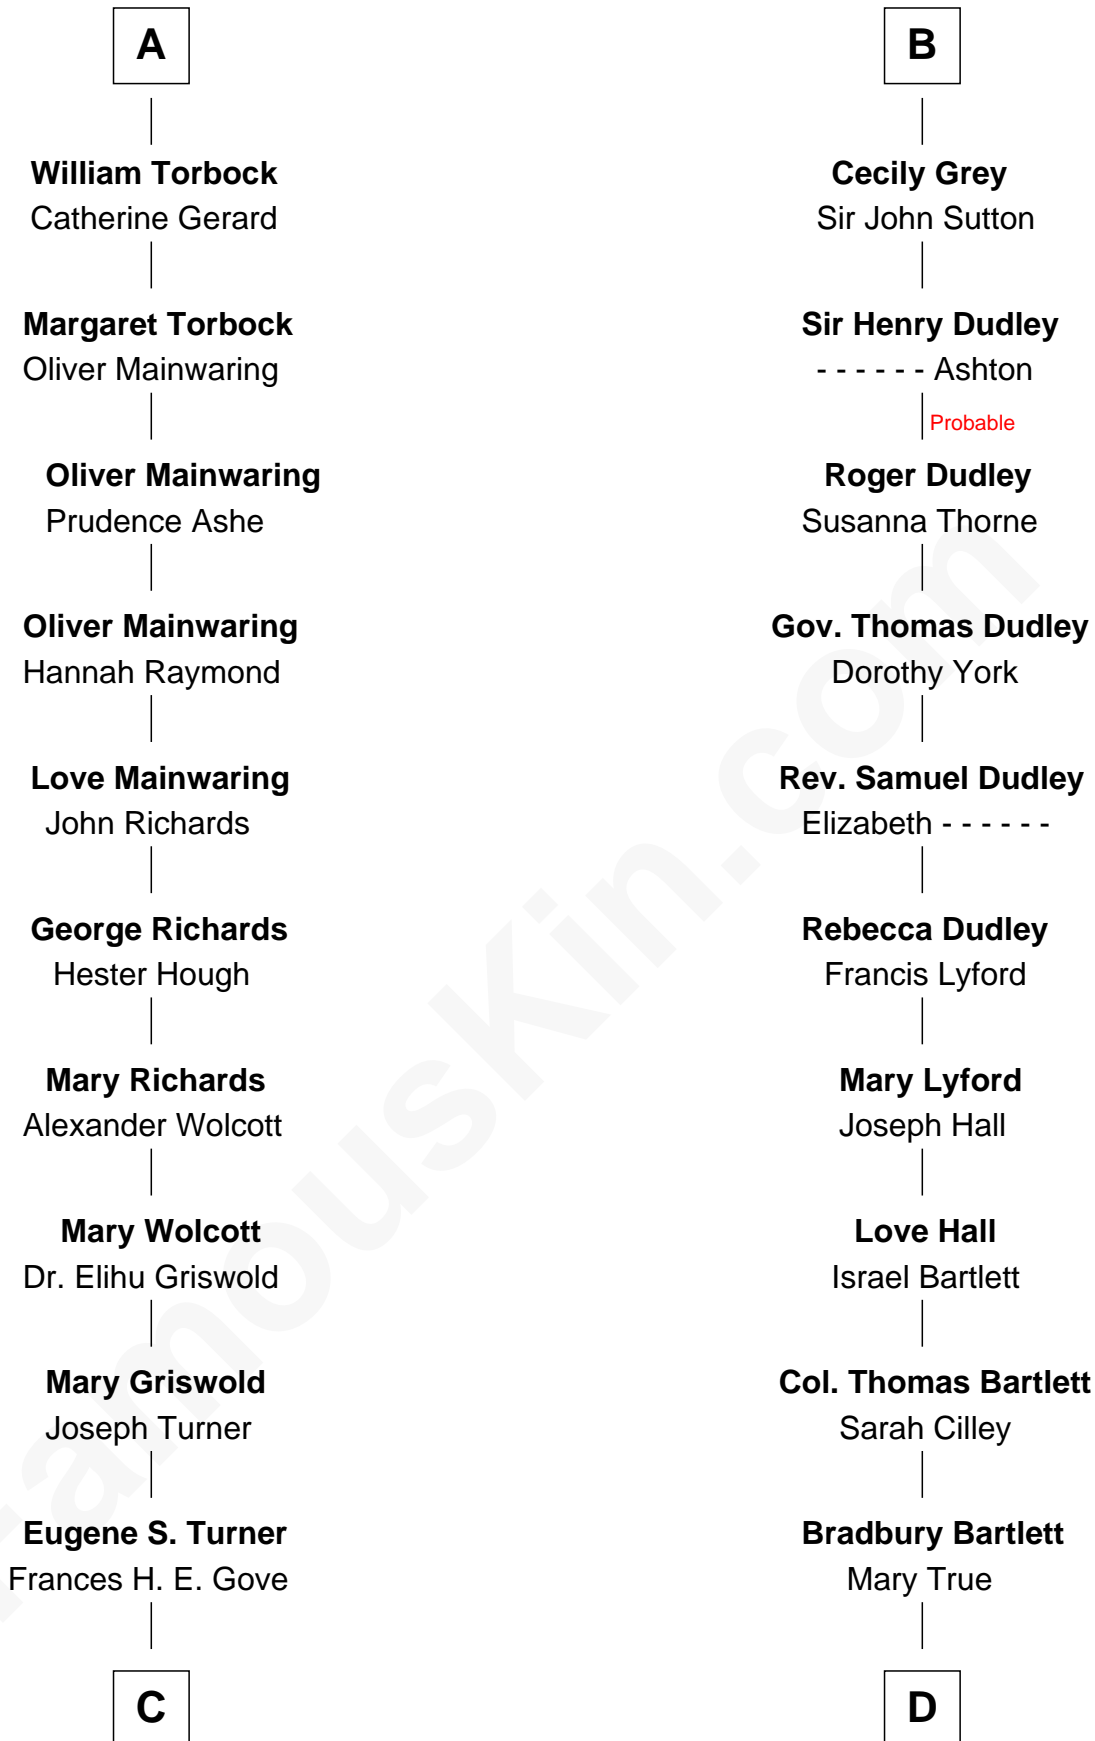 A
William Torbock
Catherine Gerard
Margaret Torbock
Oliver Mainwaring
Oliver Mainwaring
Prudence Ashe
Oliver Mainwaring
Hannah Raymond
Love Mainwaring
John Richards
George Richards
Hester Hough
Mary Richards
Alexander Wolcott
Mary Wolcott
Dr. Elihu Griswold
Mary Griswold
Joseph Turner
Eugene S. Turner
Frances H. E. Gove
C
B
Cecily Grey
Sir John Sutton
Sir Henry Dudley
- - - - - - Ashton
Probable
Roger Dudley
Susanna Thorne
Gov. Thomas Dudley
Dorothy York
Rev. Samuel Dudley
Elizabeth - - - - - -
Rebecca Dudley
Francis Lyford
Mary Lyford
Joseph Hall
Love Hall
Israel Bartlett
Col. Thomas Bartlett
Sarah Cilley
Bradbury Bartlett
Mary True
D
FamousKin.com